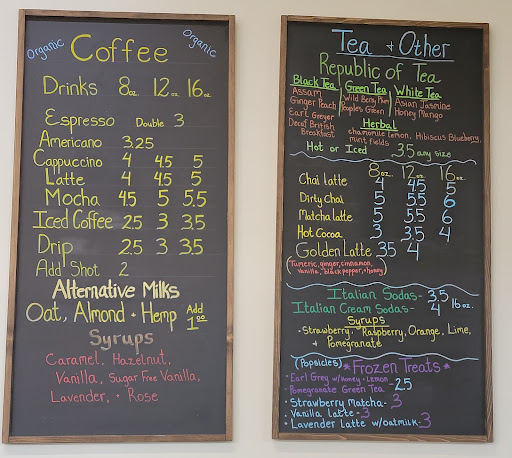 Organic Coffee Organic
Drinks 8oz. 12oz. 16oz.
Espresso Double 3
Americano 3.25
Cappuccino 4 4.5 5
Latte 4 4.5 5
Mocha 4.5 5 5.5
Iced Coffee 2.5 3 3.5
Drip 2.5 3 3.5
Add Shot 2
Alternative Milks
Oat, Almond + Hemp Add 1.00
Syrups
Caramel, Hazelnut,
Vanilla, Sugar Free Vanilla,
Lavender, + Rose
Tea + Other
Republic of Tea
Black Tea
Assam
Ginger Peach
Earl Greyer
Decaf British
Breakfast
Green Tea
Wild Berry Plum
Peoples Green
White Tea
Asian Jasmine
Honey Mango
Herbal
chamomile Lemon, Hibiscus Blueberry,
mint fields
Hot or Iced 3.5 any size
8oz. 12oz. 16oz.
Chai latte 4 4.5 5
Dirty chai 5 5.5 6
Matcha latte 5 5.5 6
Hot Cocoa 3 3.5 4
Golden Latte 3.5 4
(Tumeric, ginger, cinnamon,
vanilla, black pepper, + honey)
Italian Sodas- 3.5
Italian Cream Sodas- 4 16oz.
Syrups
-Strawberry, Raspberry, Orange, Lime,
+ Pomegranate
(Popsicles) *Frozen Treats*
• Earl Grey w/Honey + Lemon
• Pomegranate Green Tea - 2.5
• Strawberry Matcha- 3
• Vanilla Latte - 3
• Lavender Latte w/oatmilk- 3